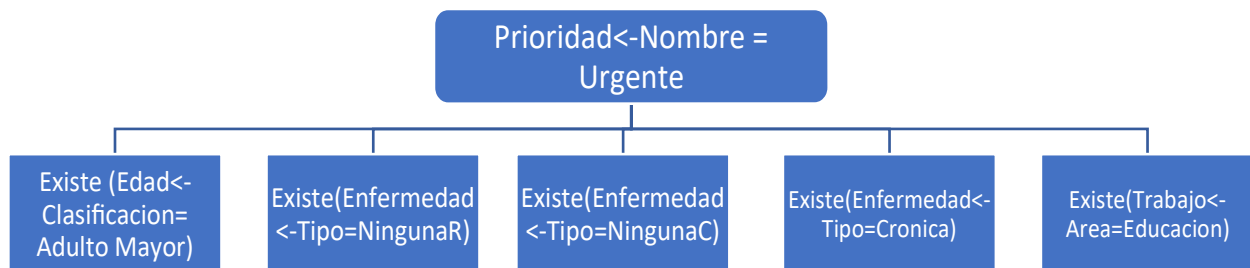 Prioridad<-Nombre =
Urgente
Existe (Edad<-
Clasificacion=
Adulto Mayor)
Existe(Enfermedad
<-Tipo=NingunaR)
Existe(Enfermedad
<-Tipo=NingunaC)
Existe(Enfermedad<-
Tipo=Cronica)
Existe(Trabajo<-
Area=Educacion)